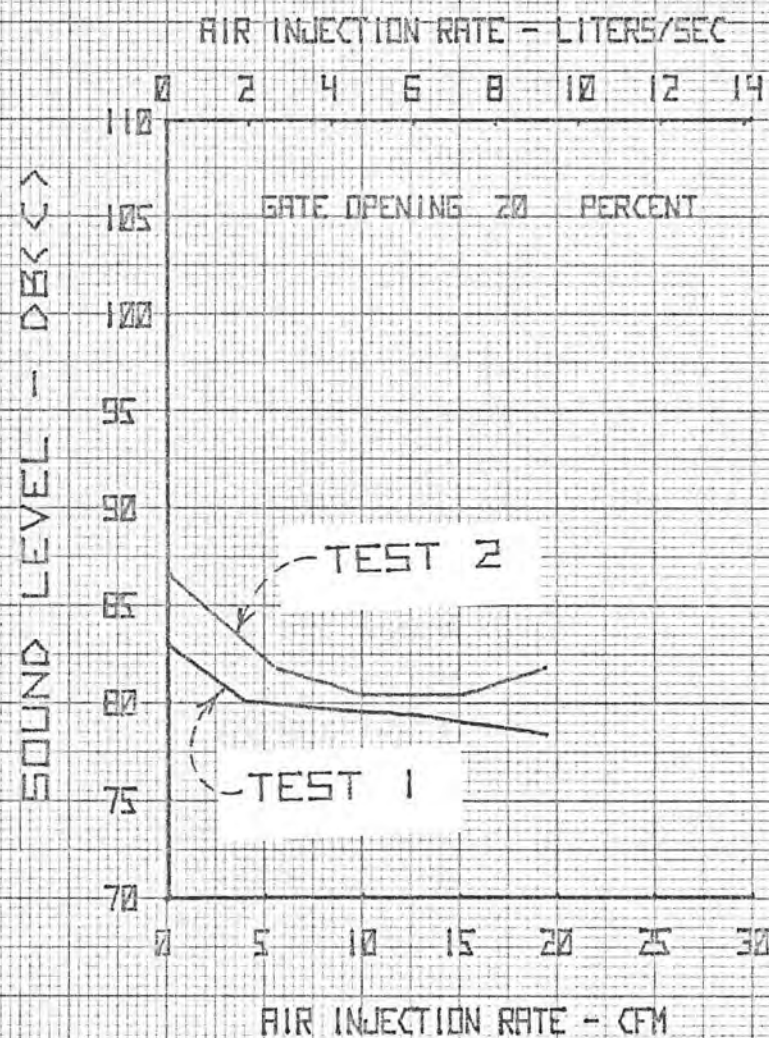 AIR INJECTION RATE - LITERS/SEC
0 2 4 6 8 10 12 14
110
GATE OPENING 20 PERCENT
105
100
95
90
85
80
75
70
SOUND LEVEL - DB< <>
TEST 2
TEST 1
0 5 10 15 20 25 30
AIR INJECTION RATE - CFM